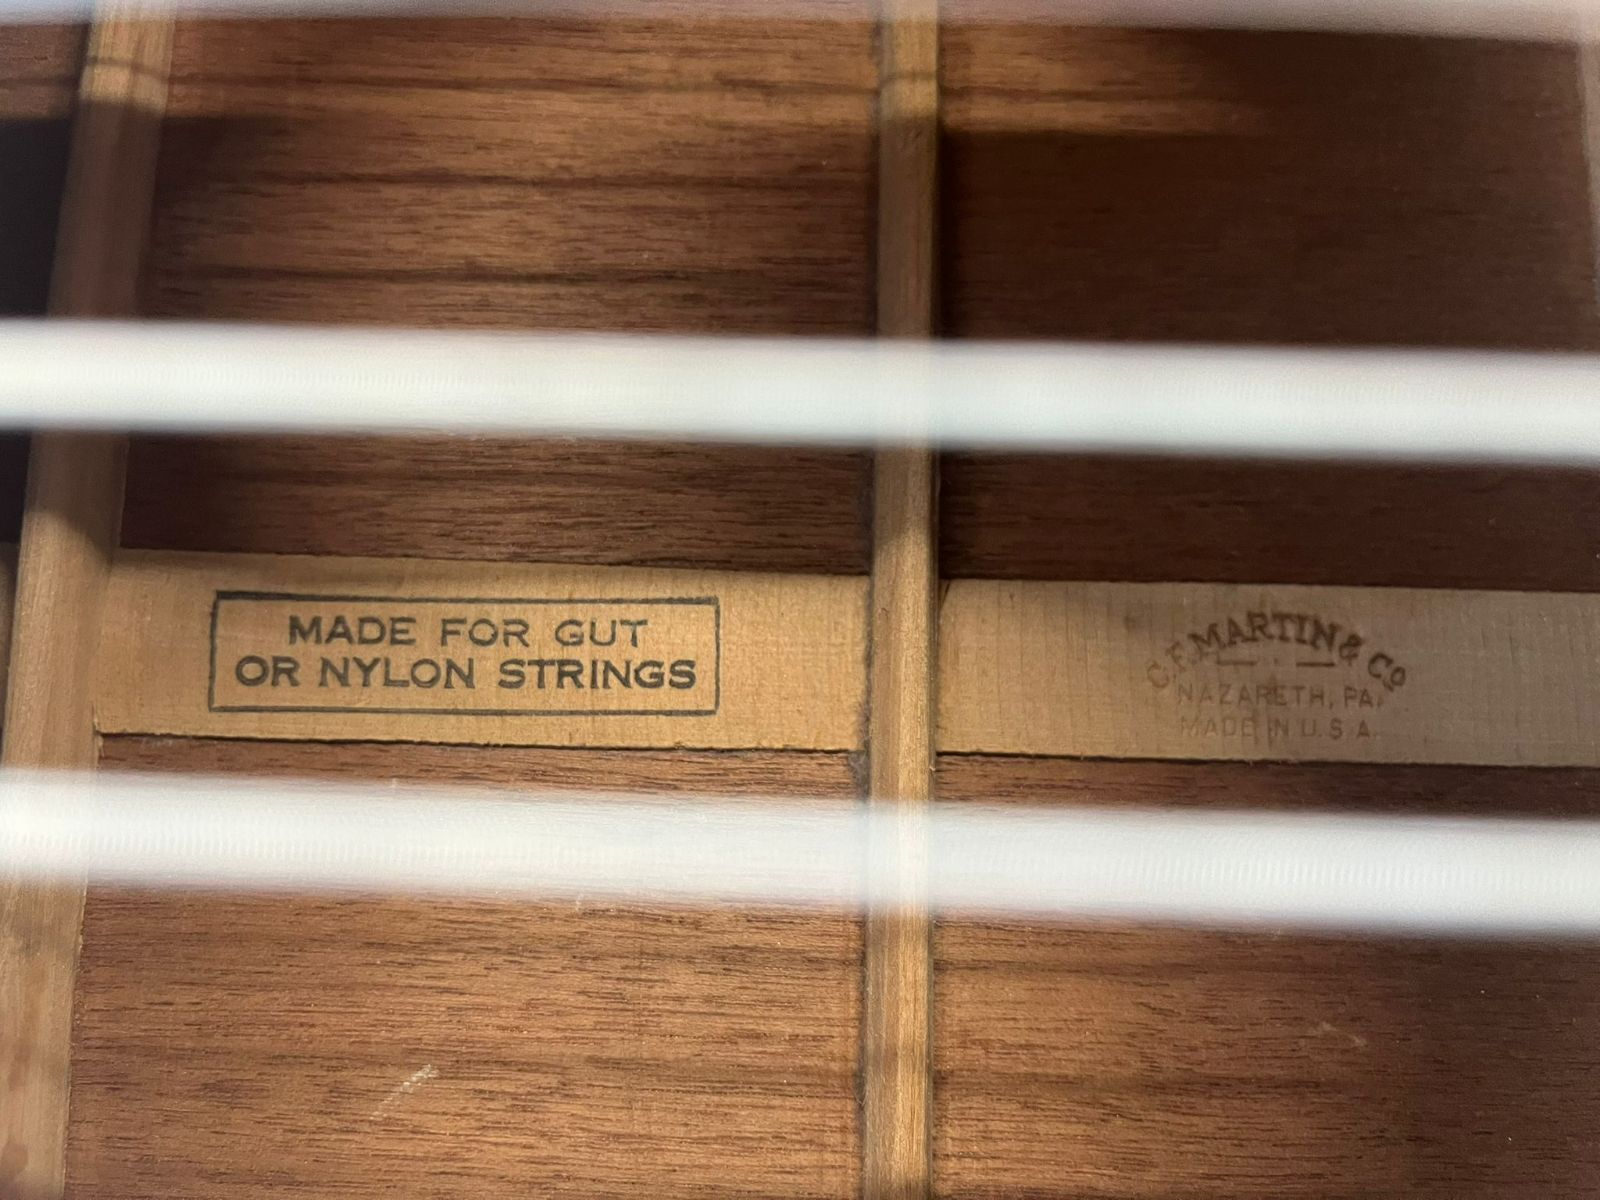 MADE FOR GUT
OR NYLON STRINGS
C. F. MARTIN & Co.
NAZARETH, PA.
MADE IN U.S.A.